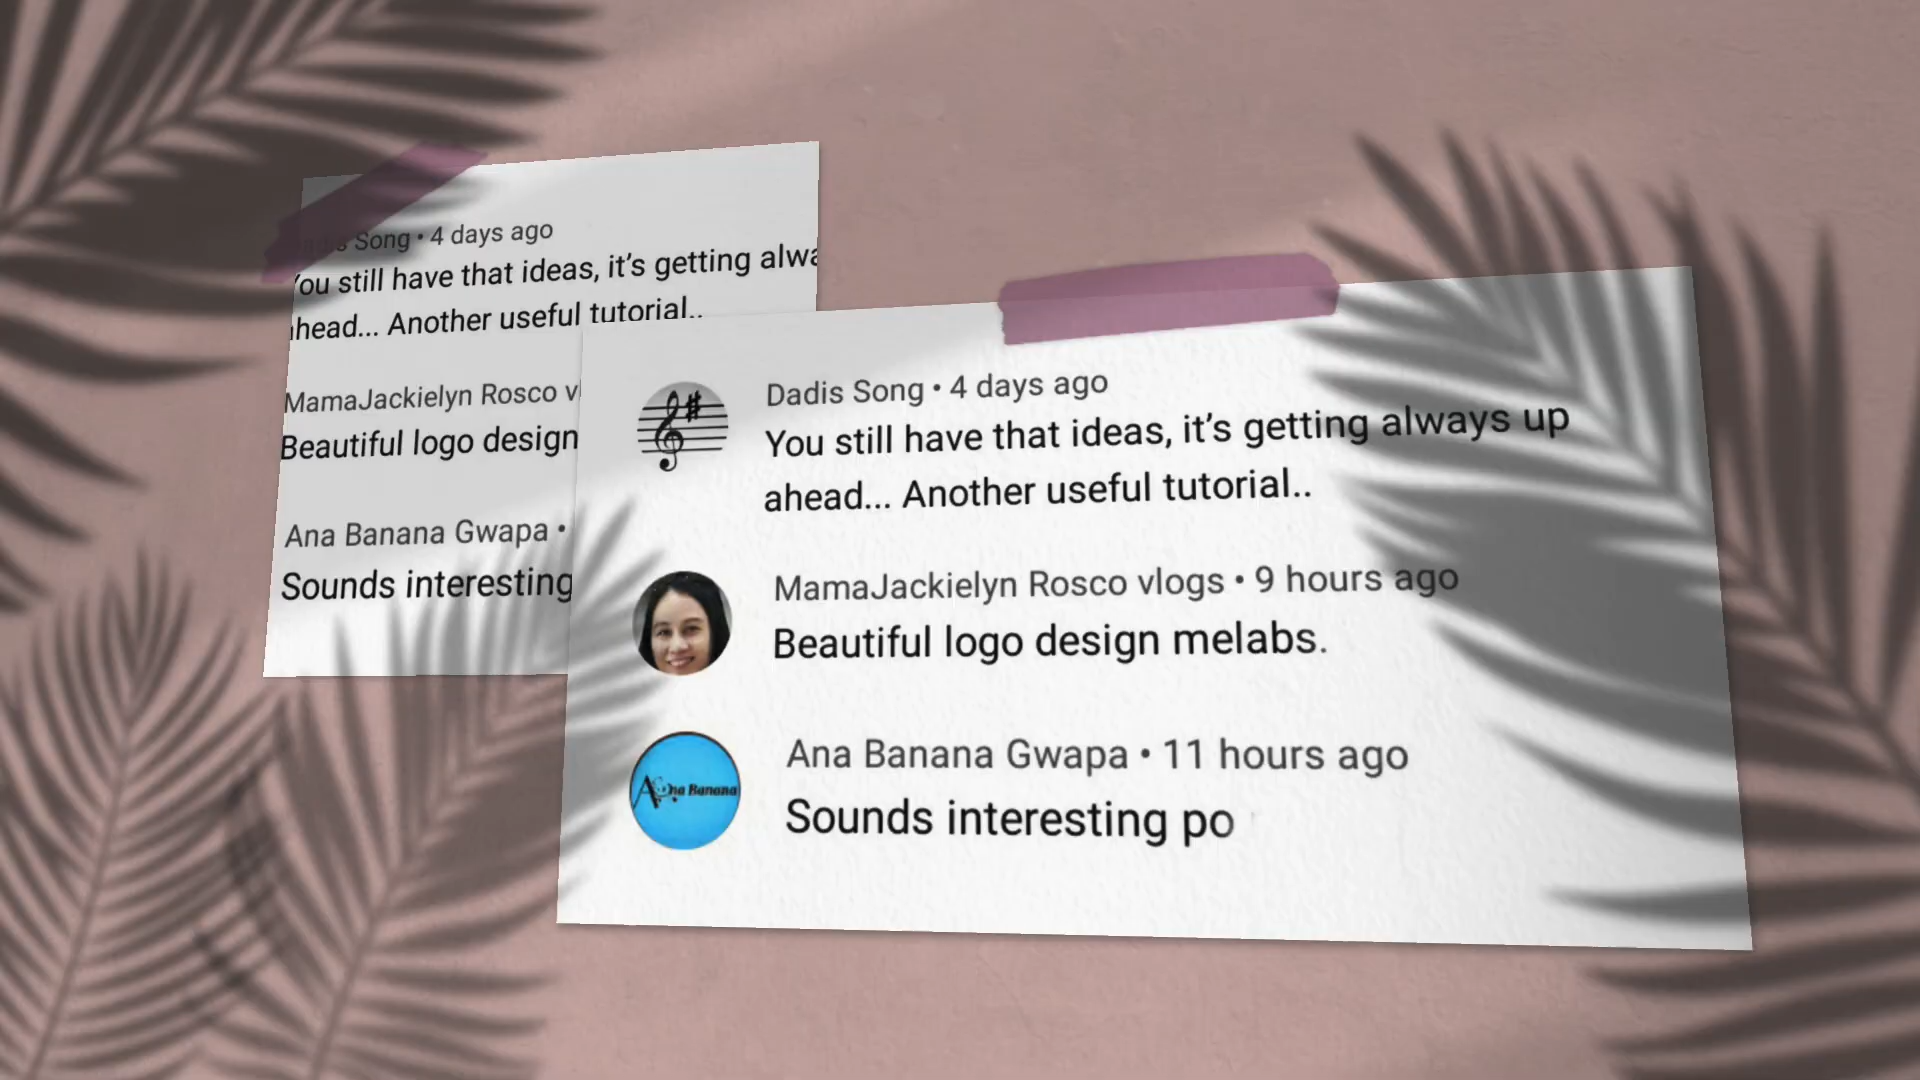 Song • 4 days ago
You still have that ideas, it's getting alwa
ahead... Another useful tutorial..
MamaJackielyn Rosco
Beautiful logo design
Ana Banana Gwapa •
Sounds interesting
Dadis Song • 4 days ago
You still have that ideas, it's getting always up
ahead... Another useful tutorial..
MamaJackielyn Rosco vlogs • 9 hours ago
Beautiful logo design melabs.
Ana Banana Gwapa • 11 hours ago
Ana Banana
Sounds interesting po